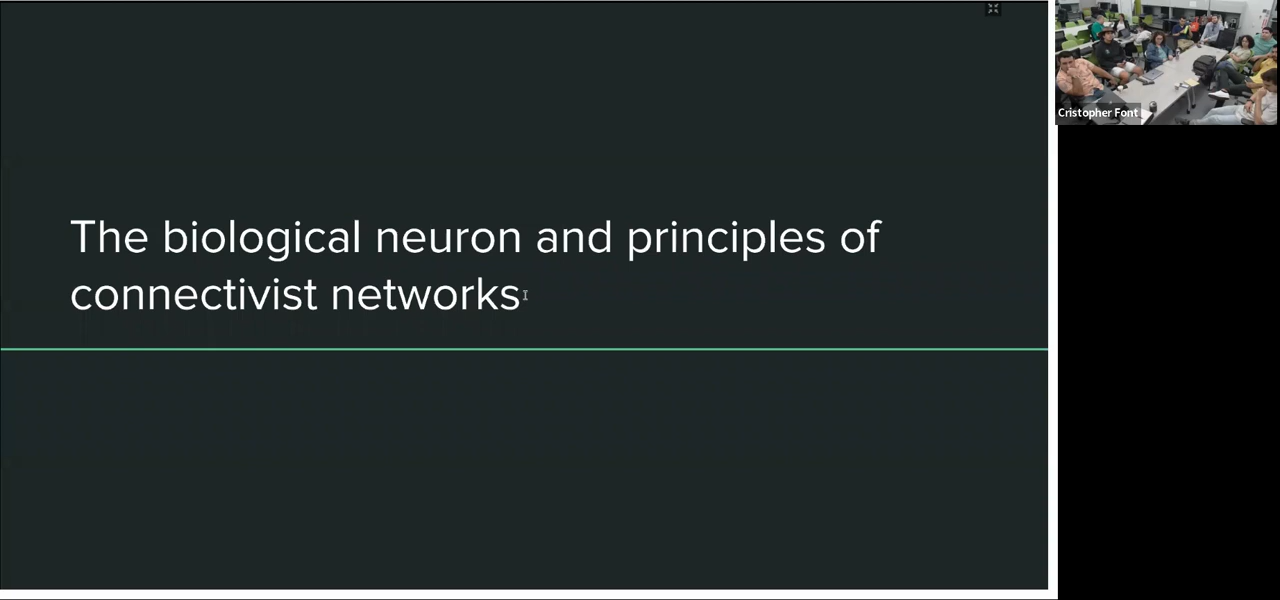 The biological neuron and principles of
connectivist networks
Cristopher Font